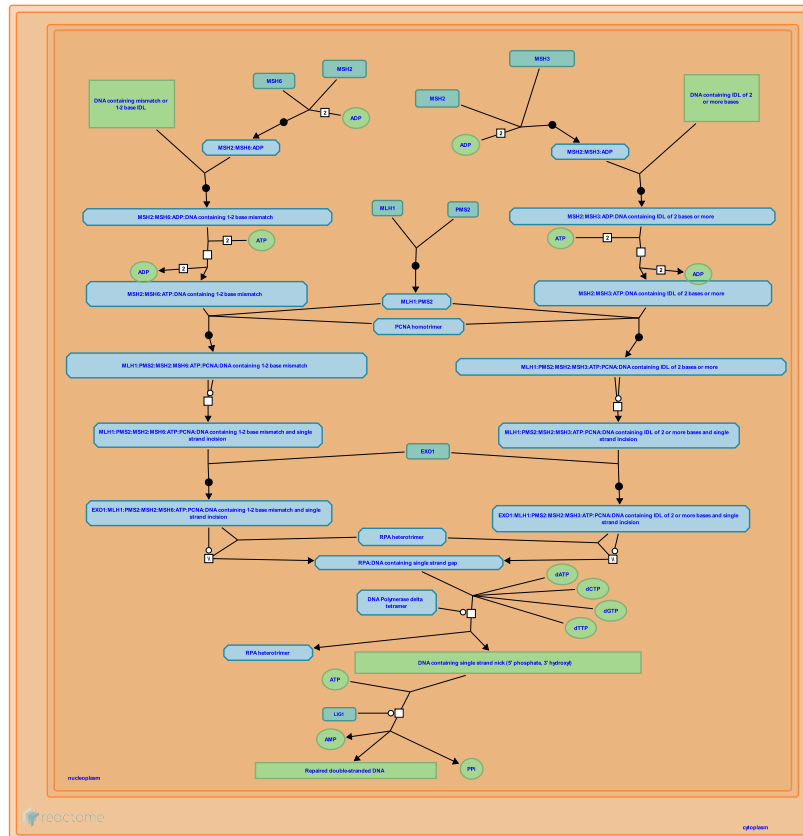 MSH2
MSH6
MSH3
DNA containing mismatch or
1-2 base IDL
DNA containing IDL of 2
or more bases
MSH2
2
ADP
2
ADP
MSH2:MSH6:ADP
MSH2:MSH3:ADP
MLH1
PMS2
MSH2:MSH6:ADP:DNA containing 1-2 base mismatch
MSH2:MSH3:ADP:DNA containing IDL of 2 bases or more
2
ATP
ATP
2
ADP
2
2
ADP
MSH2:MSH6:ATP:DNA containing 1-2 base mismatch
MSH2:MSH3:ATP:DNA containing IDL of 2 bases or more
MLH1:PMS2
PCNA homotrimer
MLH1:PMS2:MSH2:MSH6:ATP:PCNA:DNA containing 1-2 base mismatch
MLH1:PMS2:MSH2:MSH3:ATP:PCNA:DNA containing IDL of 2 bases or more
MLH1:PMS2:MSH2:MSH6:ATP:PCNA:DNA containing 1-2 base mismatch and single
strand incision
MLH1:PMS2:MSH2:MSH3:ATP:PCNA:DNA containing IDL of 2 or more bases and single
strand incision
EXO1
EXO1:MLH1:PMS2:MSH2:MSH6:ATP:PCNA:DNA containing 1-2 base mismatch and single
strand incision
EXO1:MLH1:PMS2:MSH2:MSH3:ATP:PCNA:DNA containing IDL of 2 or more bases and single
strand incision
RPA heterotrimer
RPA:DNA containing single strand gap
dATP
dCTP
DNA Polymerase delta
tetramer
dGTP
dTTP
RPA heterotrimer
DNA containing single strand nick (5' phosphate, 3' hydroxyl)
ATP
LIG1
AMP
Repaired double-stranded DNA
PPi
nucleoplasm
reactome
cytoplasm